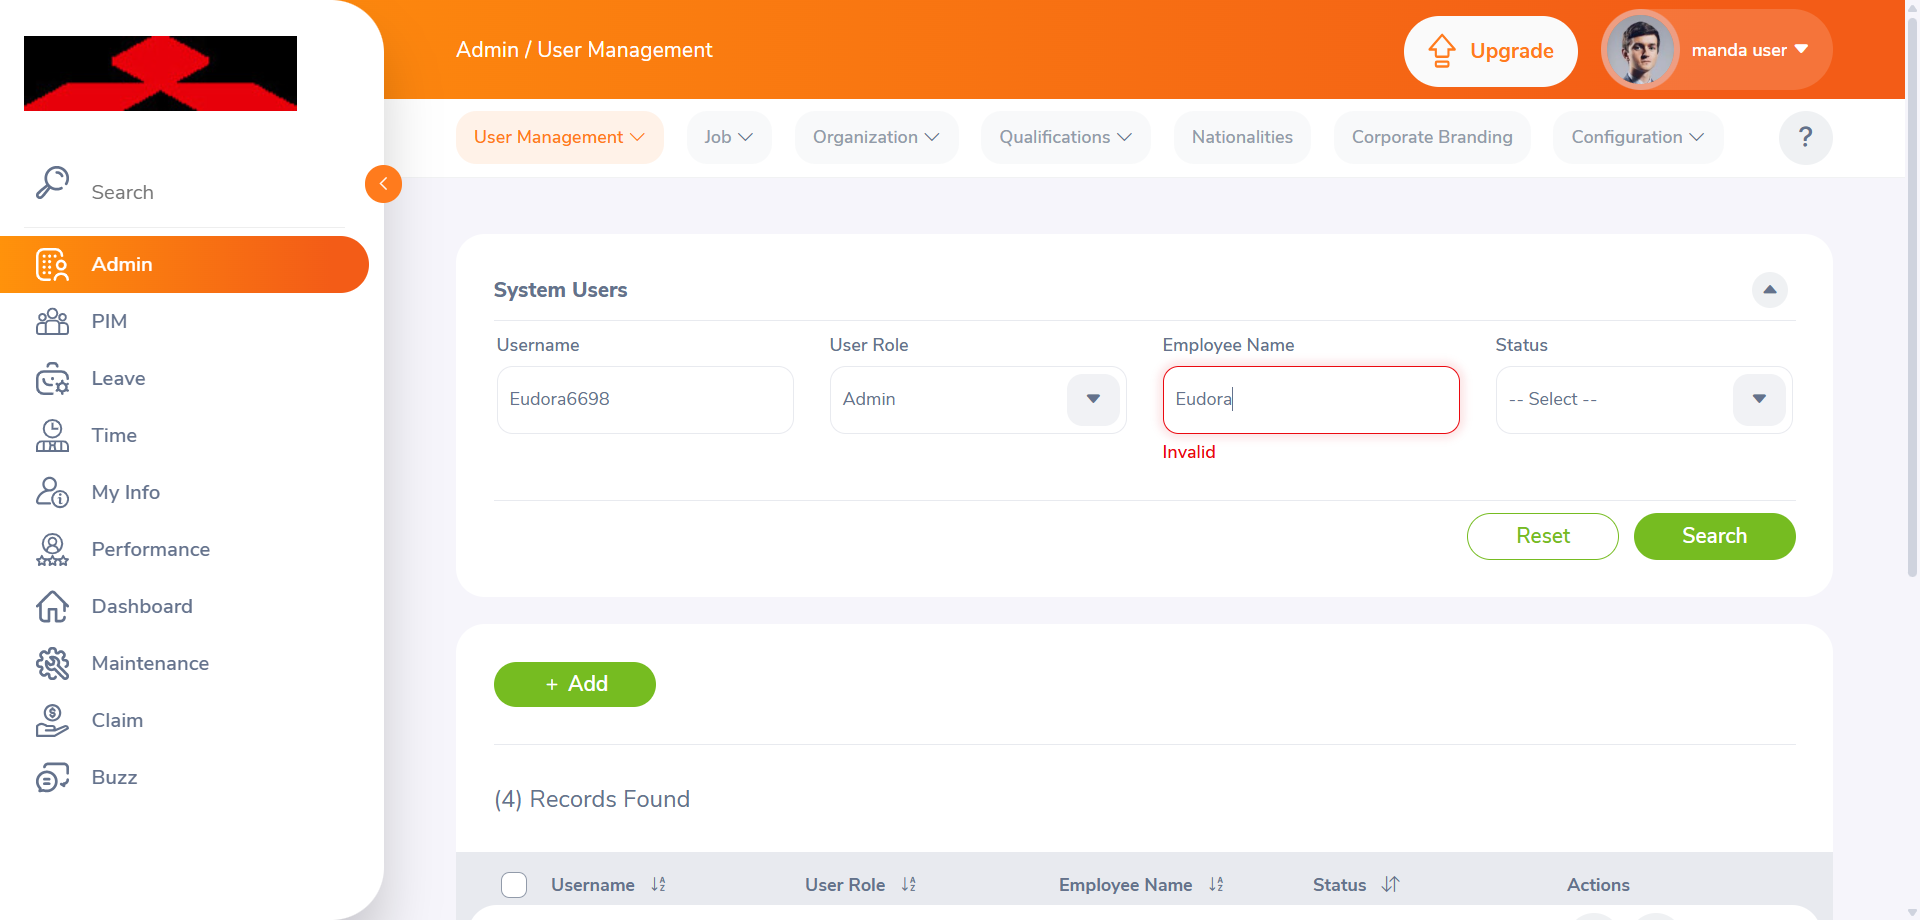 Admin / User Management
Upgrade
manda user
User Management
Job
Organization
Qualifications
Nationalities
Corporate Branding
Configuration
?
Search
Admin
PIM
Leave
Time
My Info
Performance
Dashboard
Maintenance
Claim
Buzz
System Users
Username
User Role
Employee Name
Status
Eudora6698
Admin
Eudora
-- Select --
Invalid
Reset
Search
+ Add
(4) Records Found
Username
User Role
Employee Name
Status
Actions